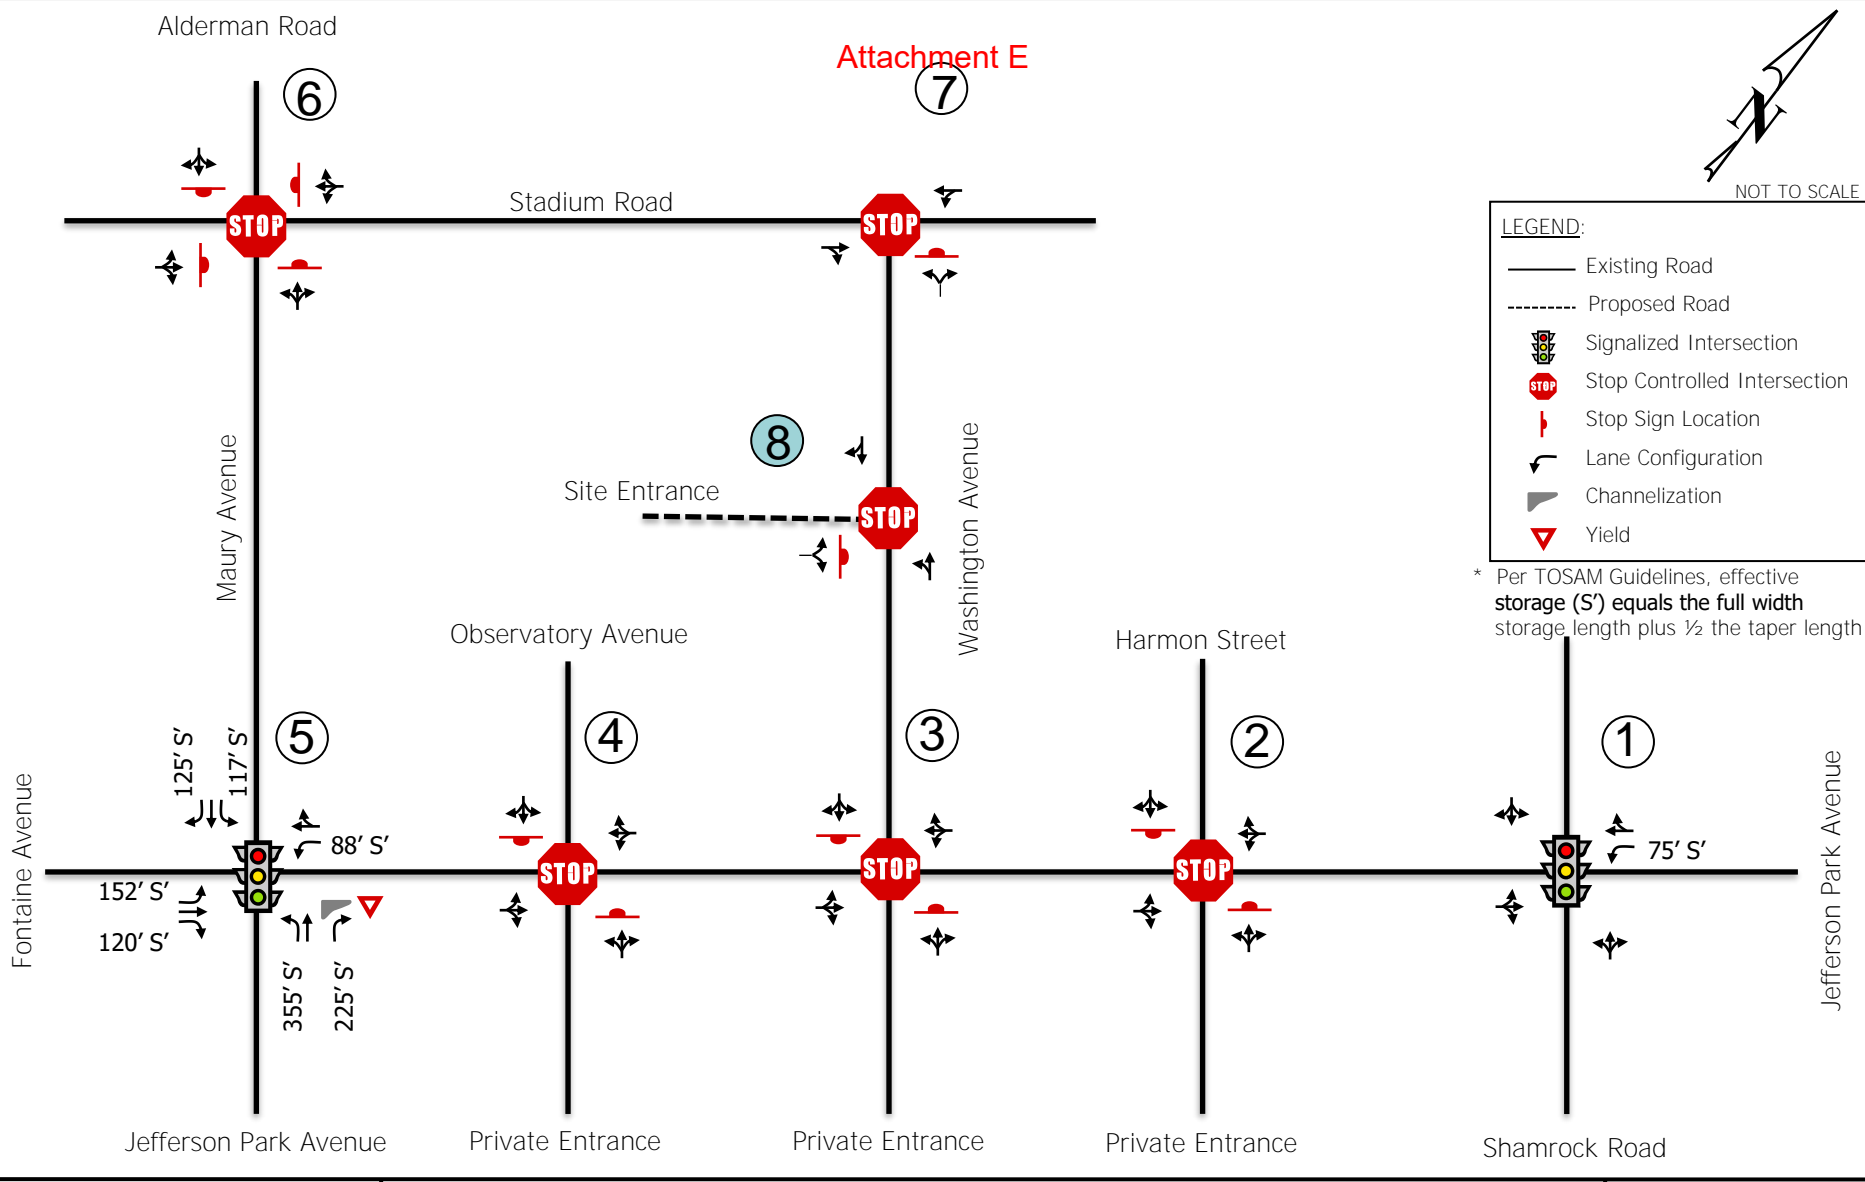 Alderman Road
Attachment E
6
7
N
NOT TO SCALE
STOP
Stadium Road
STOP
LEGEND:
Existing Road
Proposed Road
Signalized Intersection
STOP
Stop Controlled Intersection
Stop Sign Location
Lane Configuration
Channelization
Yield
* Per TOSAM Guidelines, effective
storage (S’) equals the full width
storage length plus ½ the taper length
Maury Avenue
8
Site Entrance
STOP
Washington Avenue
Observatory Avenue
Harmon Street
125’ S’
117’ S’
5
4
3
2
1
Fontaine Avenue
88’ S’
152’ S’
120’ S’
355’ S’
225’ S’
STOP
STOP
STOP
75’ S’
Jefferson Park Avenue
Jefferson Park Avenue
Private Entrance
Private Entrance
Private Entrance
Shamrock Road